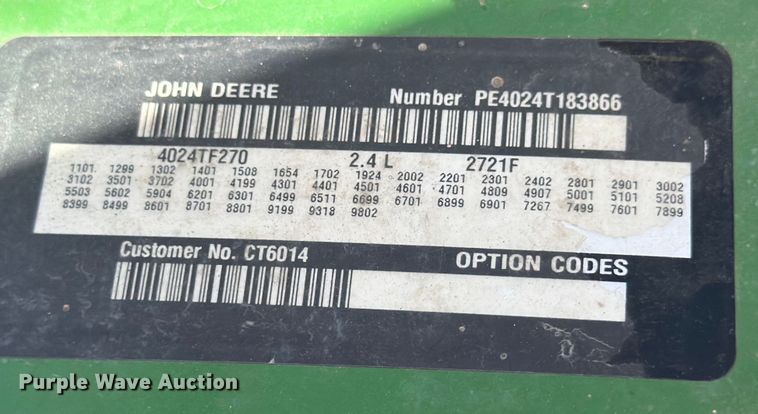 JOHN DEERE Number PE4024T183866
4024TF270 2.4 L 2721F
1101 1299 1302 1401 1508 1654 1702 1924 2002 2201 2301 2402 2801 2901 3002
3102 3501 3702 4001 4199 4301 4401 4501 4601 4701 4809 4907 5001 5101 5208
5503 5602 5904 6201 6301 6499 6511 6699 6701 6899 6901 7267 7499 7601 7899
8399 8499 8601 8701 8801 9199 9318 9802
Customer No. CT6014 OPTION CODES
Purple Wave Auction